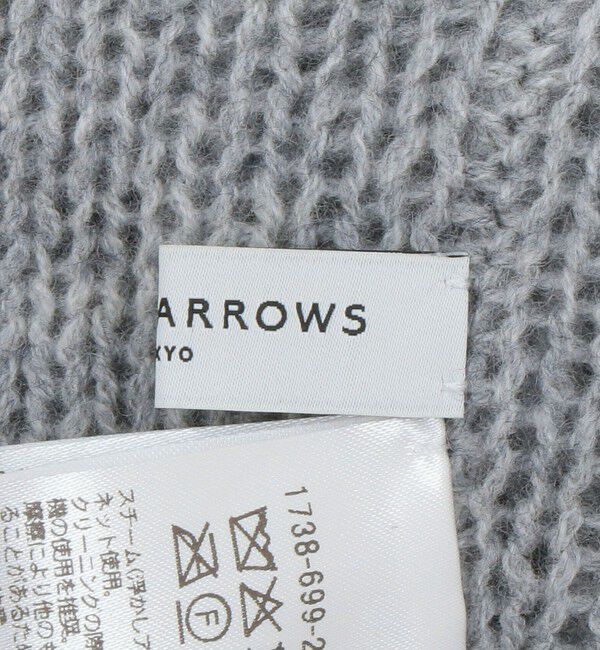 ARROWS
KYO
1738-699-2
F
スチーム(浮かしア
ネット使用。
クリーニングの際
機の使用を推奨
摩擦により他の
ることがあるた